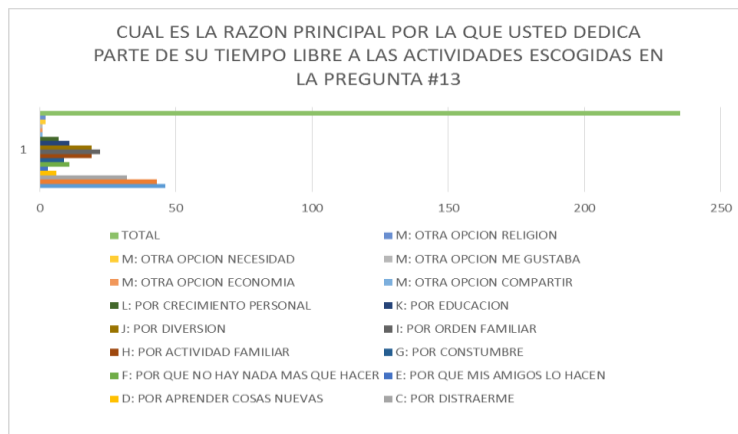 CUAL ES LA RAZON PRINCIPAL POR LA QUE USTED DEDICA
PARTE DE SU TIEMPO LIBRE A LAS ACTIVIDADES ESCOGIDAS EN
LA PREGUNTA #13
1
0 50 100 150 200 250
TOTAL M: OTRA OPCION RELIGION
M: OTRA OPCION NECESIDAD M: OTRA OPCION ME GUSTABA
M: OTRA OPCION ECONOMIA M: OTRA OPCION COMPARTIR
L: POR CRECIMIENTO PERSONAL K: POR EDUCACION
J: POR DIVERSION I: POR ORDEN FAMILIAR
H: POR ACTIVIDAD FAMILIAR G: POR CONSTUMBRE
F: POR QUE NO HAY NADA MAS QUE HACER E: POR QUE MIS AMIGOS LO HACEN
D: POR APRENDER COSAS NUEVAS C: POR DISTRAERME